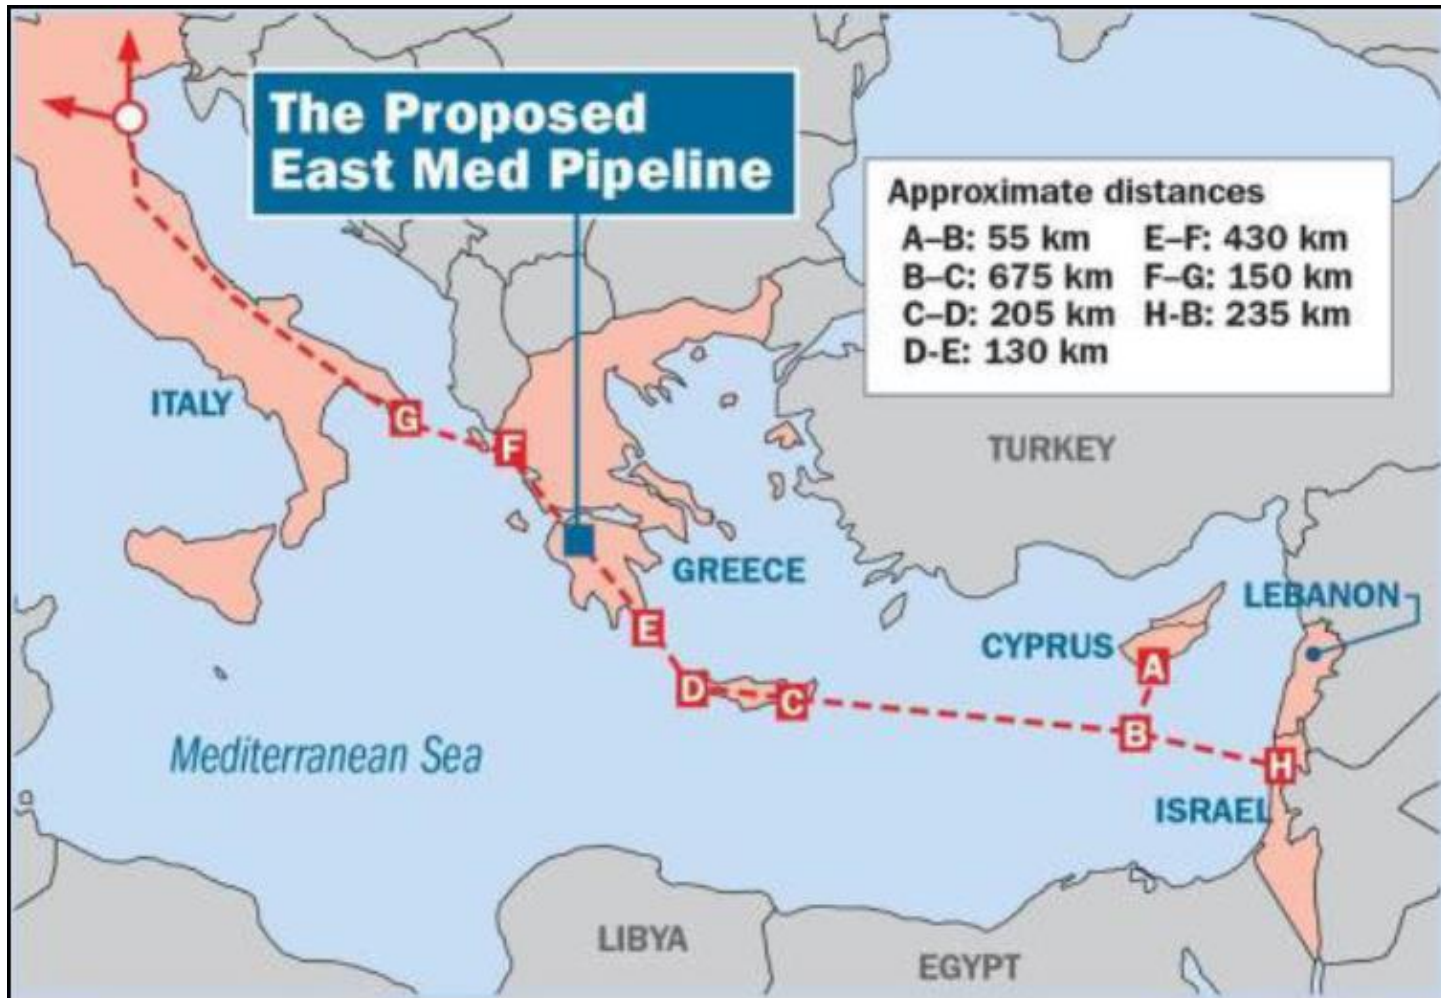 The Proposed
East Med Pipeline
Approximate distances
A–B: 55 km E–F: 430 km
B–C: 675 km F–G: 150 km
C–D: 205 km H-B: 235 km
D-E: 130 km
ITALY
G
F
TURKEY
GREECE
LEBANON
E
CYPRUS
A
D
C
B
Mediterranean Sea
H
ISRAEL
LIBYA
EGYPT